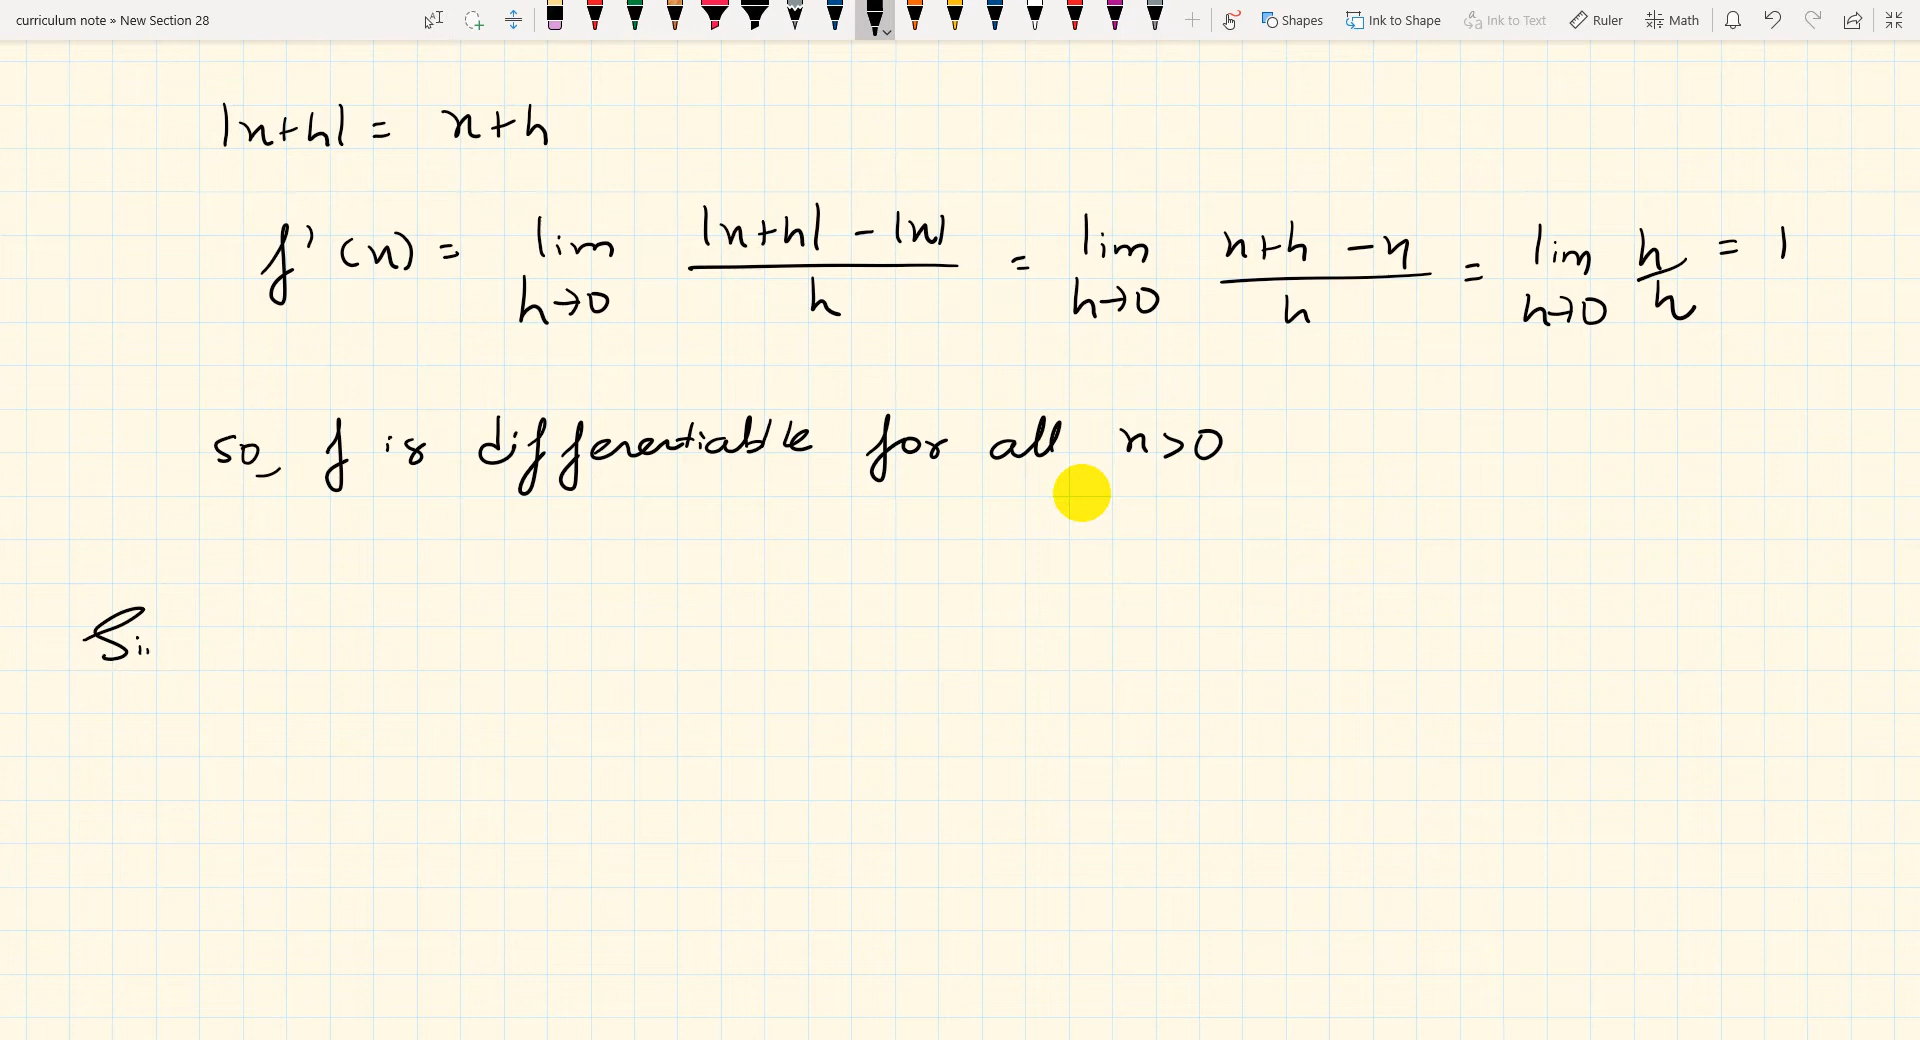 curriculum note » New Section 28
Shapes Ink to Shape Ink to Text Ruler Math
|x+h| = x+h
f'(x) = lim h→0 |x+h| - |x| / h = lim h→0 x+h - x / h = lim h→0 h/h = 1
so, f is differentiable for all x>0
Si